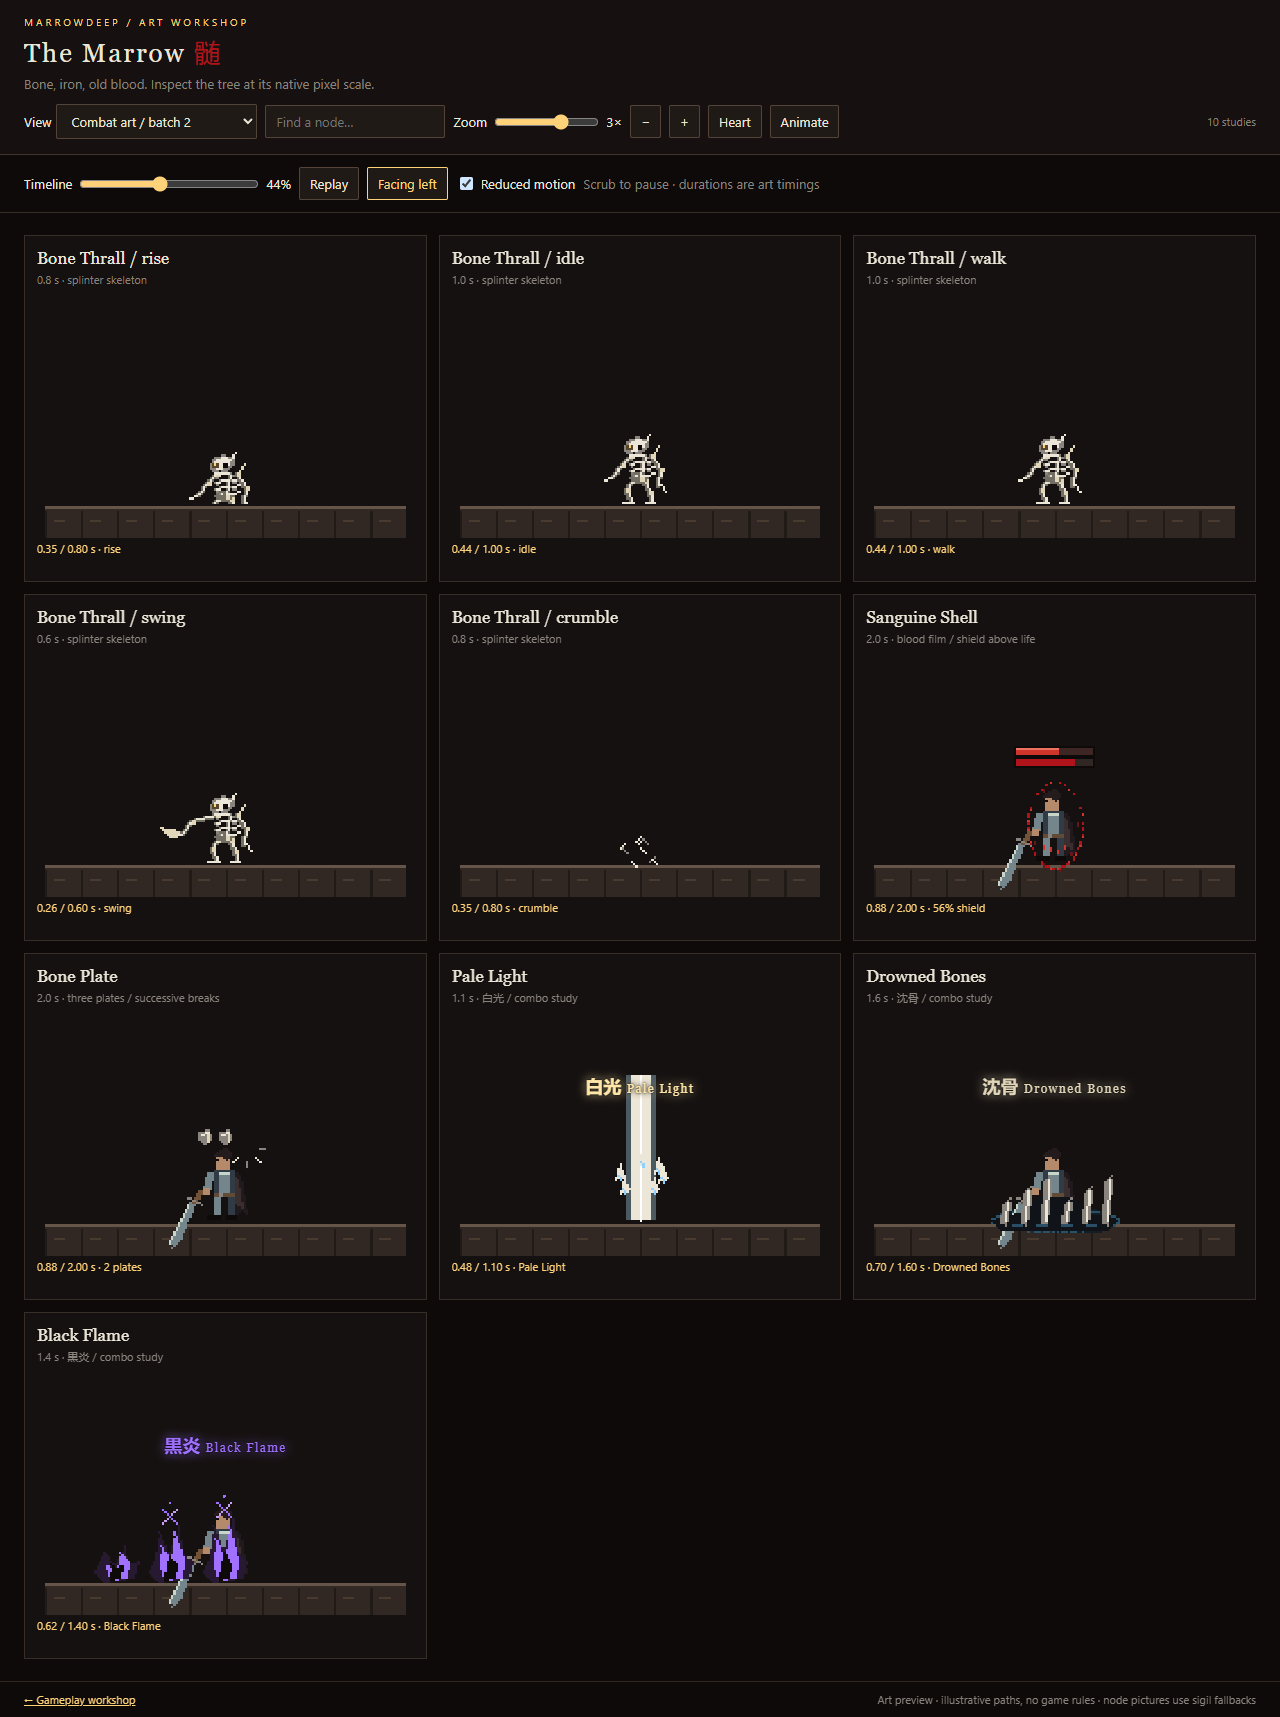 MARROWDEEP / ART WORKSHOP
The Marrow 髄
Bone, iron, old blood. Inspect the tree at its native pixel scale.
View Combat art / batch 2 Find a node... Zoom 3× − + Heart Animate 10 studies
Timeline 44% Replay Facing left Reduced motion Scrub to pause · durations are art timings
Bone Thrall / rise
0.8 s · splinter skeleton
0.35 / 0.80 s · rise
Bone Thrall / idle
1.0 s · splinter skeleton
0.44 / 1.00 s · idle
Bone Thrall / walk
1.0 s · splinter skeleton
0.44 / 1.00 s · walk
Bone Thrall / swing
0.6 s · splinter skeleton
0.26 / 0.60 s · swing
Bone Thrall / crumble
0.8 s · splinter skeleton
0.35 / 0.80 s · crumble
Sanguine Shell
2.0 s · blood film / shield above life
0.88 / 2.00 s · 56% shield
Bone Plate
2.0 s · three plates / successive breaks
0.88 / 2.00 s · 2 plates
Pale Light
1.1 s · 白光 / combo study
白光 Pale Light
0.48 / 1.10 s · Pale Light
Drowned Bones
1.6 s · 沈骨 / combo study
沈骨 Drowned Bones
0.70 / 1.60 s · Drowned Bones
Black Flame
1.4 s · 黒炎 / combo study
黒炎 Black Flame
0.62 / 1.40 s · Black Flame
← Gameplay workshop
Art preview · illustrative paths, no game rules · node pictures use sigil fallbacks